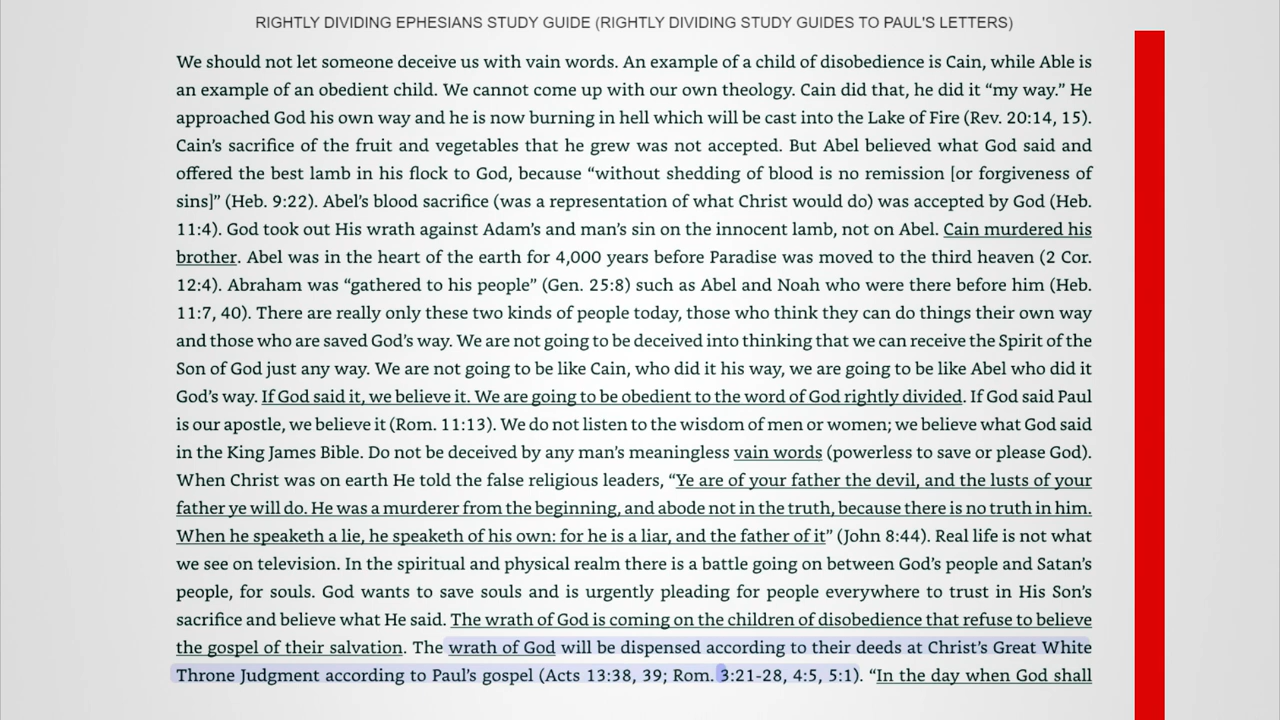 RIGHTLY DIVIDING EPHESIANS STUDY GUIDE (RIGHTLY DIVIDING STUDY GUIDES TO PAUL'S LETTERS)
We should not let someone deceive us with vain words. An example of a child of disobedience is Cain, while Able is
an example of an obedient child. We cannot come up with our own theology. Cain did that, he did it “my way.” He
approached God his own way and he is now burning in hell which will be cast into the Lake of Fire (Rev. 20:14, 15).
Cain’s sacrifice of the fruit and vegetables that he grew was not accepted. But Abel believed what God said and
offered the best lamb in his flock to God, because “without shedding of blood is no remission [or forgiveness of
sins]” (Heb. 9:22). Abel’s blood sacrifice (was a representation of what Christ would do) was accepted by God (Heb.
11:4). God took out His wrath against Adam’s and man’s sin on the innocent lamb, not on Abel. Cain murdered his
brother. Abel was in the heart of the earth for 4,000 years before Paradise was moved to the third heaven (2 Cor.
12:4). Abraham was “gathered to his people” (Gen. 25:8) such as Abel and Noah who were there before him (Heb.
11:7, 40). There are really only these two kinds of people today, those who think they can do things their own way
and those who are saved God’s way. We are not going to be deceived into thinking that we can receive the Spirit of the
Son of God just any way. We are not going to be like Cain, who did it his way, we are going to be like Abel who did it
God’s way. If God said it, we believe it. We are going to be obedient to the word of God rightly divided. If God said Paul
is our apostle, we believe it (Rom. 11:13). We do not listen to the wisdom of men or women; we believe what God said
in the King James Bible. Do not be deceived by any man’s meaningless vain words (powerless to save or please God).
When Christ was on earth He told the false religious leaders, “Ye are of your father the devil, and the lusts of your
father ye will do. He was a murderer from the beginning, and abode not in the truth, because there is no truth in him.
When he speaketh a lie, he speaketh of his own: for he is a liar, and the father of it” (John 8:44). Real life is not what
we see on television. In the spiritual and physical realm there is a battle going on between God’s people and Satan’s
people, for souls. God wants to save souls and is urgently pleading for people everywhere to trust in His Son’s
sacrifice and believe what He said. The wrath of God is coming on the children of disobedience that refuse to believe
the gospel of their salvation. The wrath of God will be dispensed according to their deeds at Christ’s Great White
Throne Judgment according to Paul’s gospel (Acts 13:38, 39; Rom. 3:21-28, 4:5, 5:1). “In the day when God shall